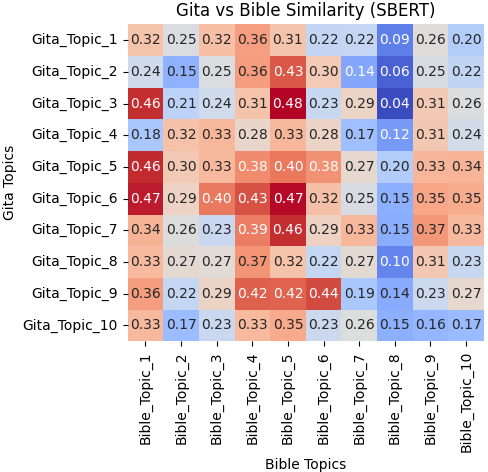 Gita vs Bible Similarity (SBERT)
Gita Topics
Gita_Topic_1 0.32 0.25 0.32 0.36 0.31 0.22 0.22 0.09 0.26 0.20
Gita_Topic_2 0.24 0.15 0.25 0.36 0.43 0.30 0.14 0.06 0.25 0.22
Gita_Topic_3 0.46 0.21 0.24 0.31 0.48 0.23 0.29 0.04 0.31 0.26
Gita_Topic_4 0.18 0.32 0.33 0.28 0.33 0.28 0.17 0.12 0.31 0.24
Gita_Topic_5 0.46 0.30 0.33 0.38 0.40 0.38 0.27 0.20 0.33 0.34
Gita_Topic_6 0.47 0.29 0.40 0.43 0.47 0.32 0.25 0.15 0.35 0.35
Gita_Topic_7 0.34 0.26 0.23 0.39 0.46 0.29 0.33 0.15 0.37 0.33
Gita_Topic_8 0.33 0.27 0.27 0.37 0.32 0.22 0.27 0.10 0.31 0.23
Gita_Topic_9 0.36 0.22 0.29 0.42 0.42 0.44 0.19 0.14 0.23 0.27
Gita_Topic_10 0.33 0.17 0.23 0.33 0.35 0.23 0.26 0.15 0.16 0.17
Bible_Topic_1
Bible_Topic_2
Bible_Topic_3
Bible_Topic_4
Bible_Topic_5
Bible_Topic_6
Bible_Topic_7
Bible_Topic_8
Bible_Topic_9
Bible_Topic_10
Bible Topics